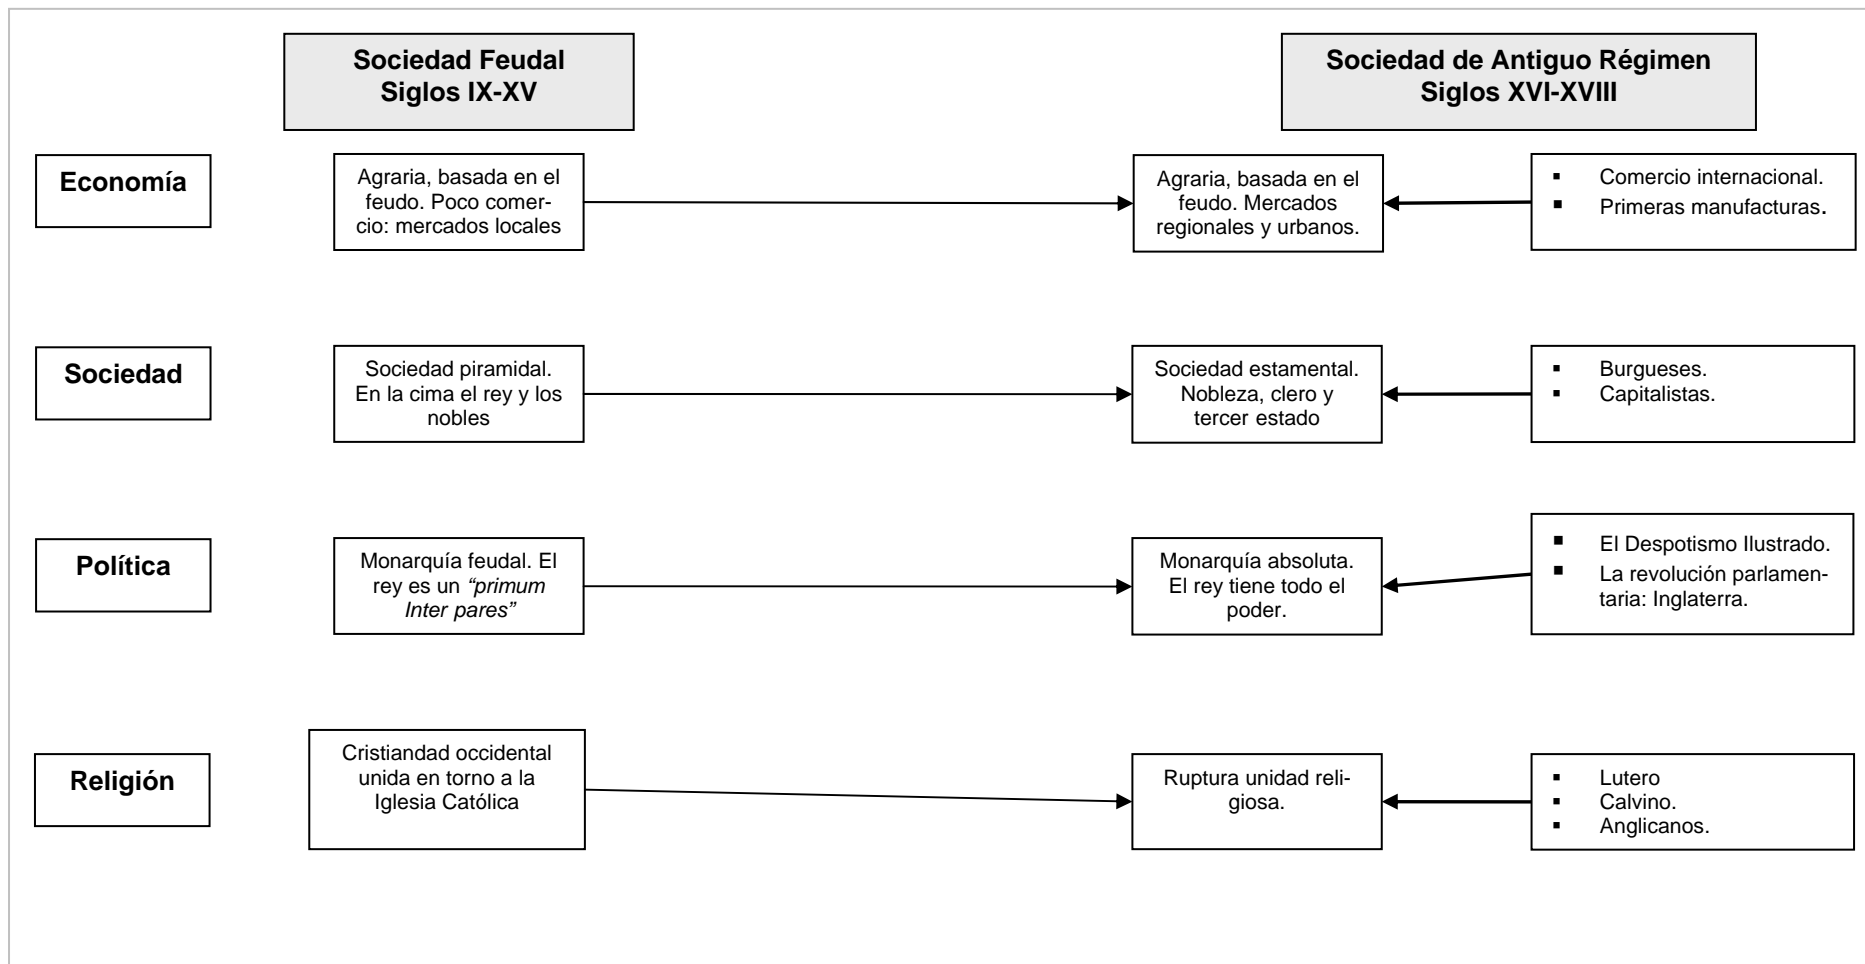 Sociedad Feudal
Siglos IX-XV
Sociedad de Antiguo Régimen
Siglos XVI-XVIII
Economía
Agraria, basada en el
feudo. Poco comer-
cio: mercados locales
Agraria, basada en el
feudo. Mercados
regionales y urbanos.
▪ Comercio internacional.
▪ Primeras manufacturas.
Sociedad
Sociedad piramidal.
En la cima el rey y los
nobles
Sociedad estamental.
Nobleza, clero y
tercer estado
▪ Burgueses.
▪ Capitalistas.
Política
Monarquía feudal. El
rey es un “primum
Inter pares”
Monarquía absoluta.
El rey tiene todo el
poder.
▪ El Despotismo Ilustrado.
▪ La revolución parlamen-
taria: Inglaterra.
Religión
Cristiandad occidental
unida en torno a la
Iglesia Católica
Ruptura unidad reli-
giosa.
▪ Lutero
▪ Calvino.
▪ Anglicanos.